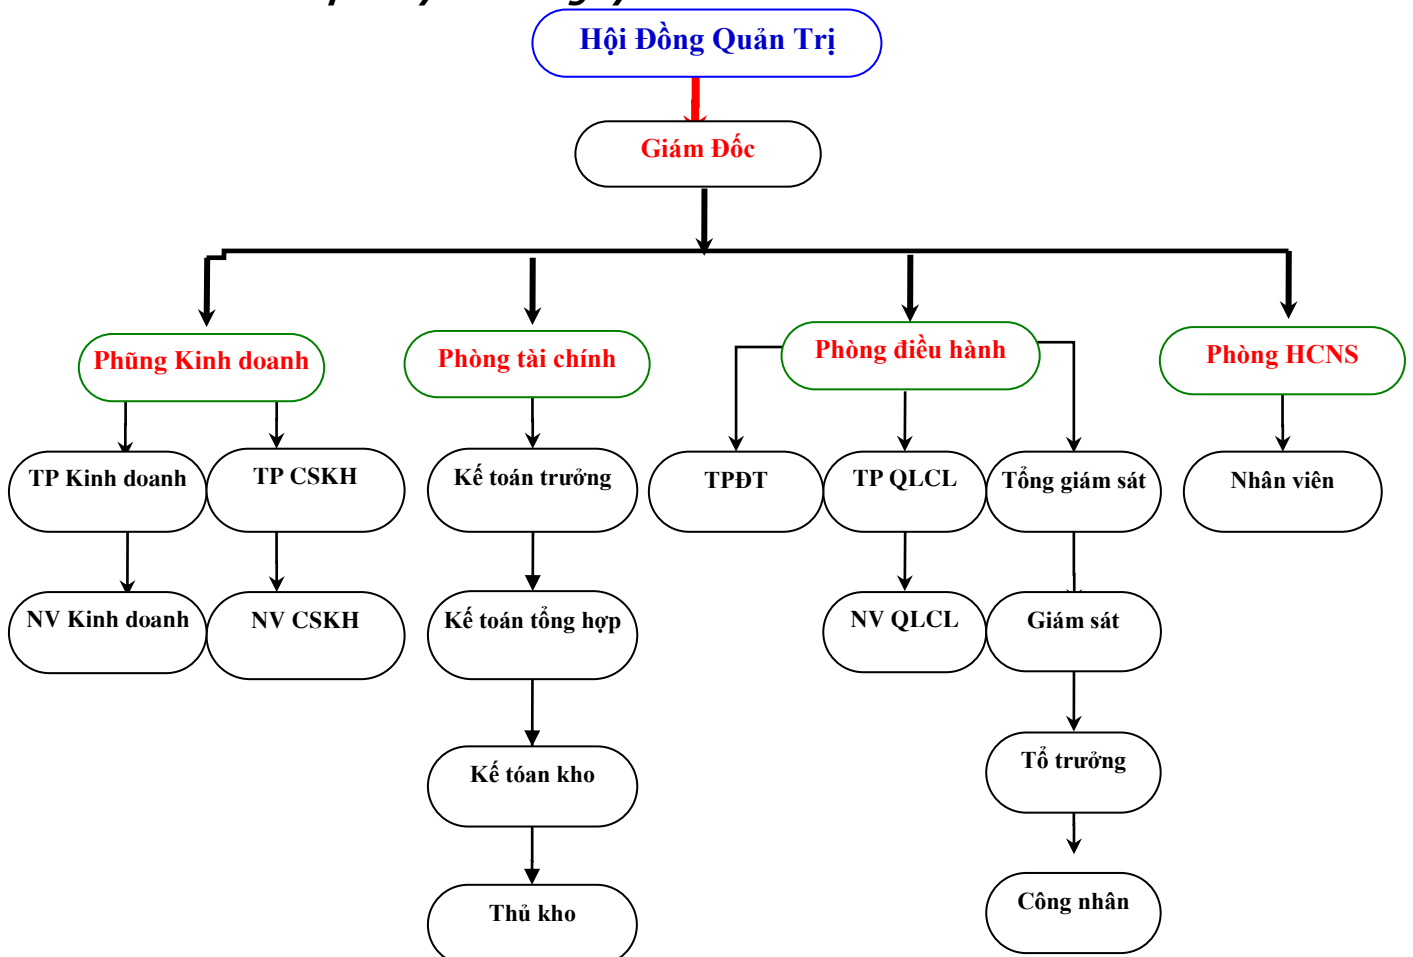 Hội Đồng Quản Trị
Giám Đốc
Phũng Kinh doanh
Phòng tài chính
Phòng điều hành
Phòng HCNS
TP Kinh doanh
TP CSKH
Kế toán trưởng
TPĐT
TP QLCL
Tổng giám sát
Nhân viên
NV Kinh doanh
NV CSKH
Kế toán tổng hợp
NV QLCL
Giám sát
Kế tóan kho
Tổ trưởng
Thủ kho
Công nhân